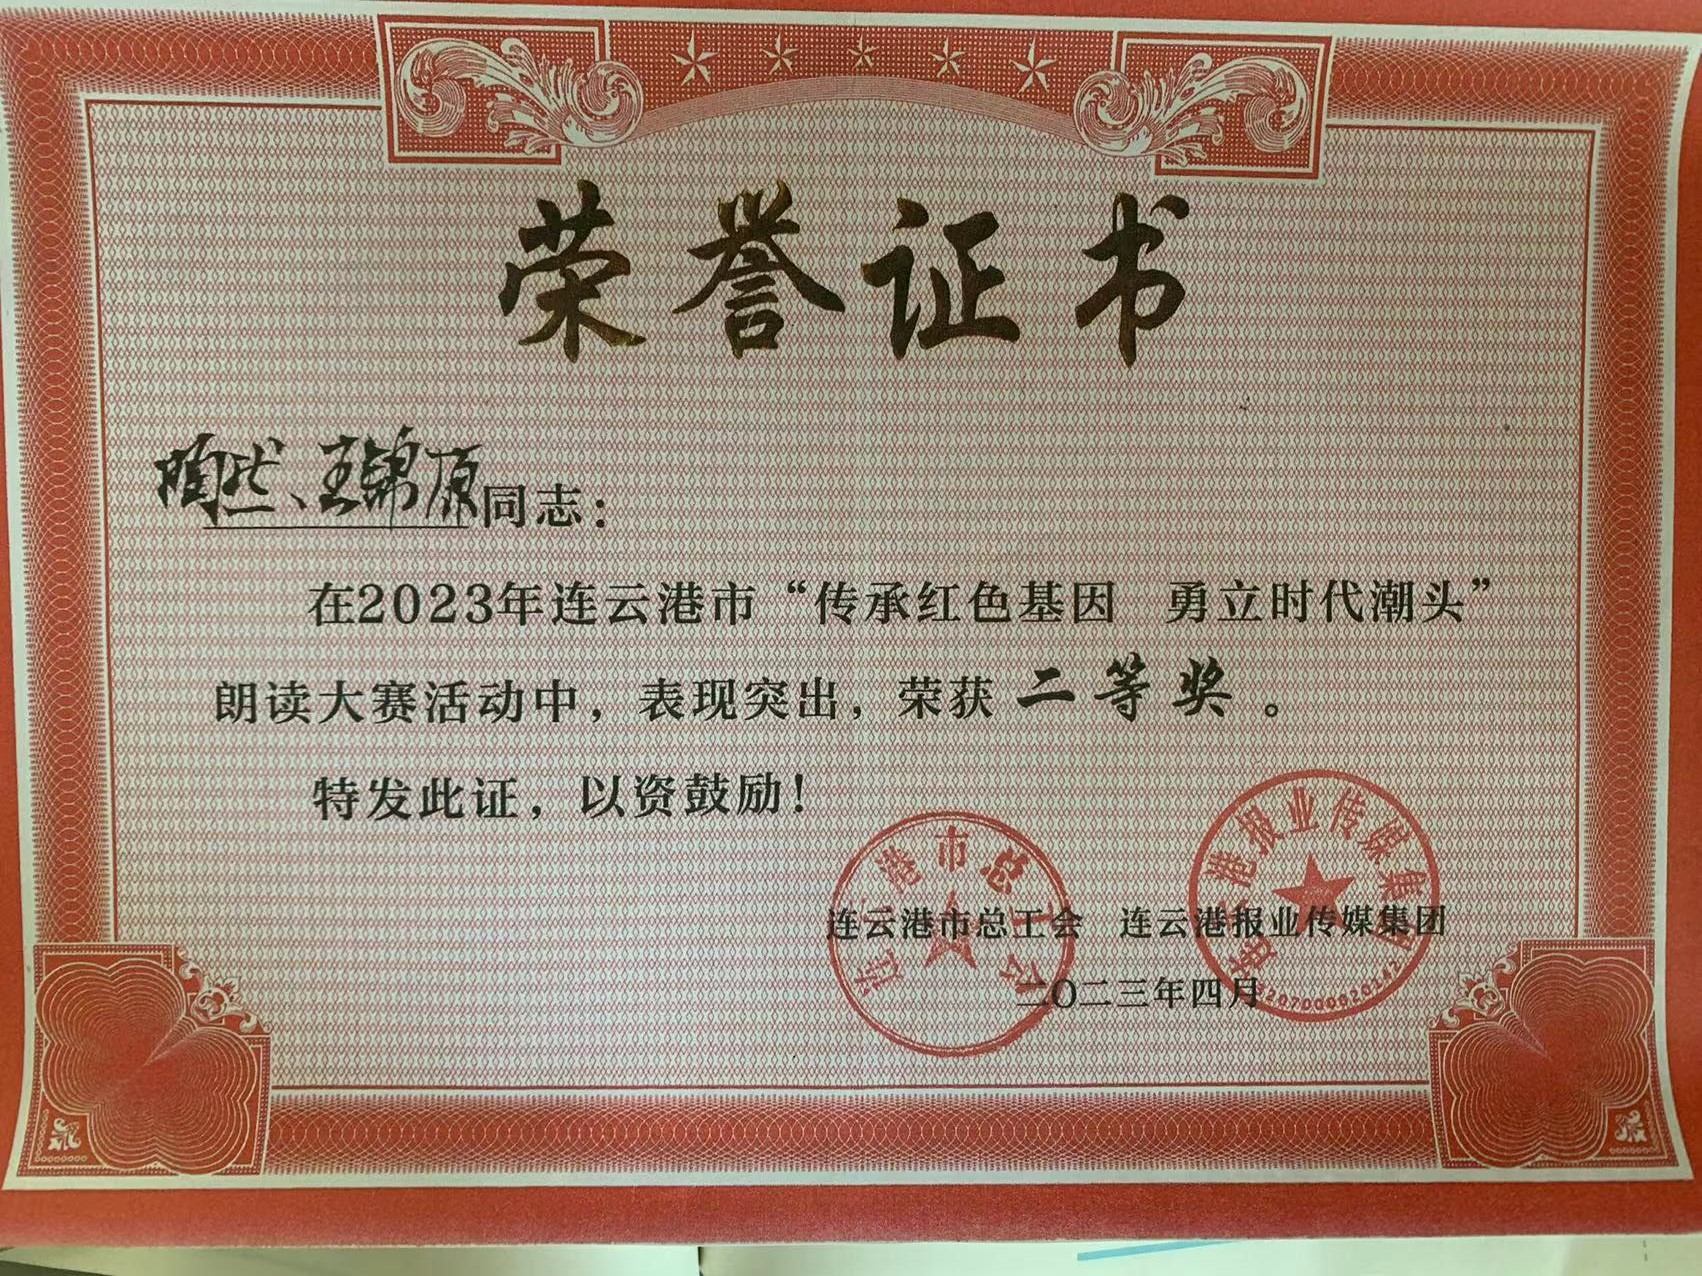 荣誉证书
陶然、王锦原同志：
在2023年连云港市“传承红色基因 勇立时代潮头”
朗读大赛活动中，表现突出，荣获 二等奖 。
特发此证，以资鼓励！
连云港市总工会 连云港报业传媒集团
二〇二三年四月